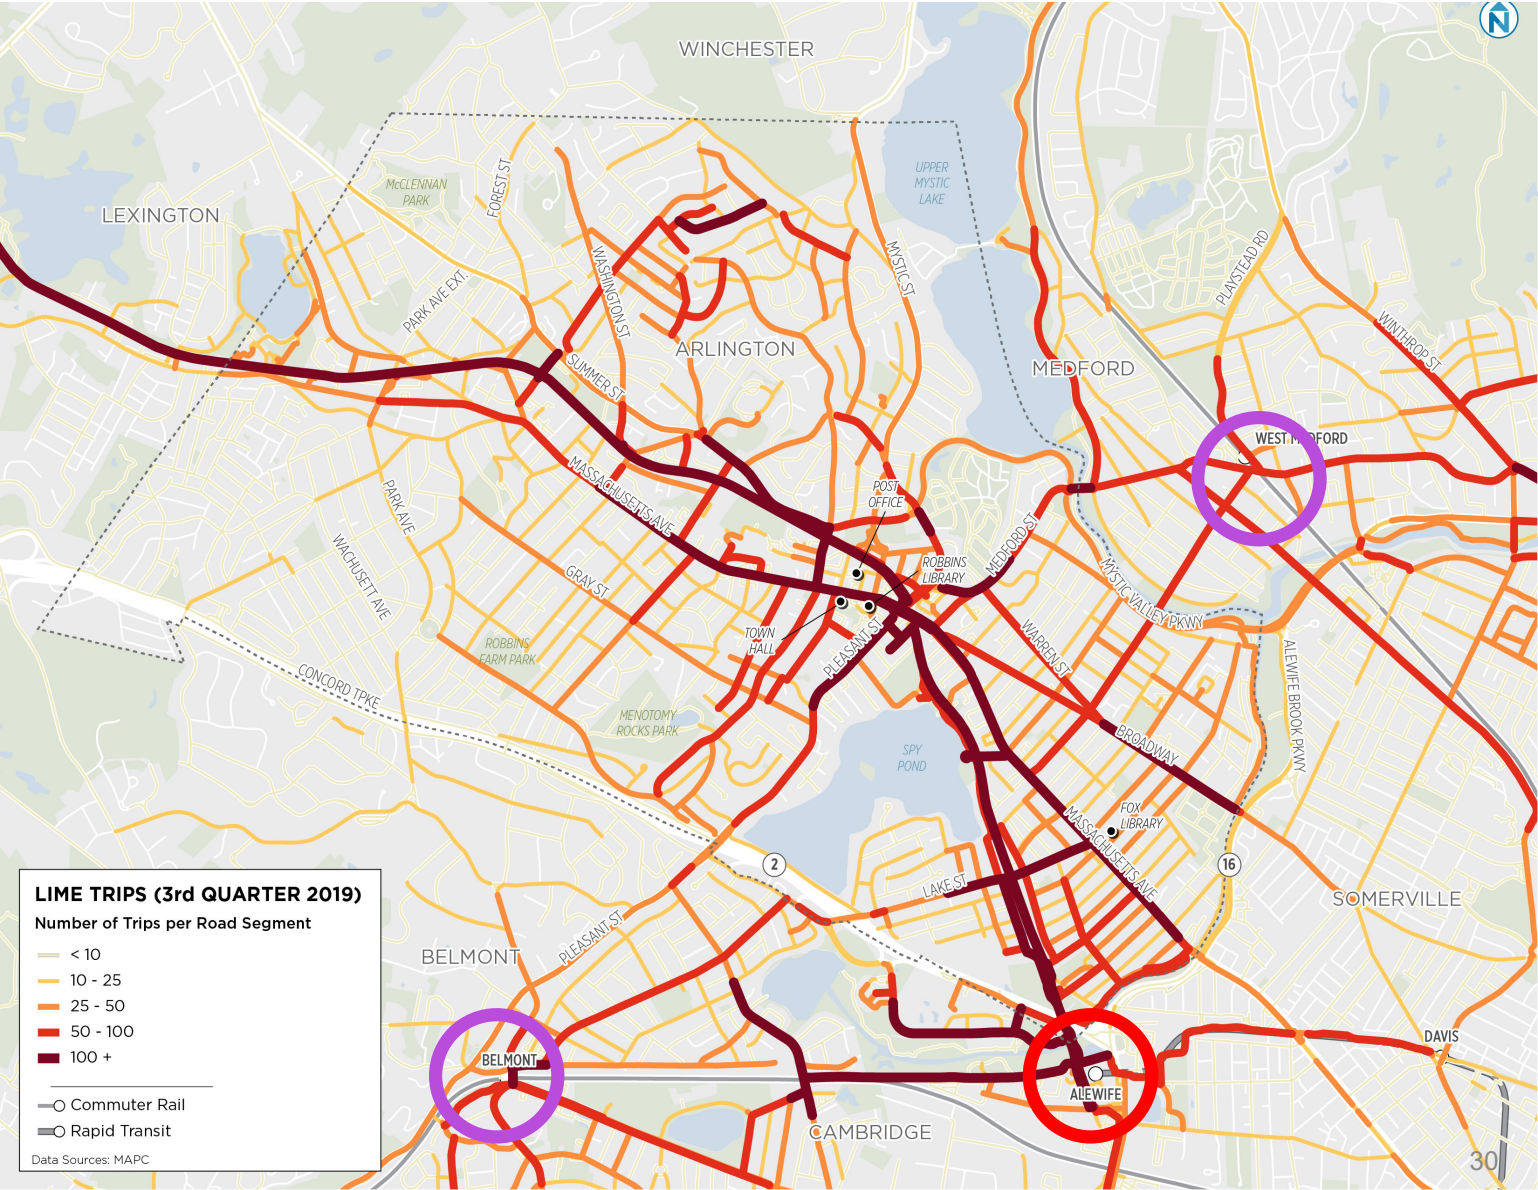 N
WINCHESTER
UPPER
MYSTIC
LAKE
McCLENNAN
PARK
FOREST ST
LEXINGTON
PARK AVE EXT.
WASHINGTON ST
MYSTIC ST
PLAYSTEAD RD
WINTHROP ST
ARLINGTON
SUMMER ST
MEDFORD
WEST MEDFORD
MASSACHUSETTS AVE
POST
OFFICE
PARK AVE
WACHUSETT AVE
GRAY ST
ROBBINS
LIBRARY
MEDFORD ST
MYSTIC VALLEY PKWY
TOWN
HALL
PLEASANT ST
WARREN ST
ROBBINS
FARM PARK
CONCORD TPKE
MENOTOMY
ROCKS PARK
ALEWIFE BROOK PKWY
SPY
POND
BROADWAY
FOX
LIBRARY
MASSACHUSETTS AVE
2
16
LAKE ST
SOMERVILLE
PLEASANT ST
BELMONT
BELMONT
DAVIS
ALEWIFE
CAMBRIDGE
LIME TRIPS (3rd QUARTER 2019)
Number of Trips per Road Segment
< 10
10 - 25
25 - 50
50 - 100
100 +
Commuter Rail
Rapid Transit
Data Sources: MAPC
30